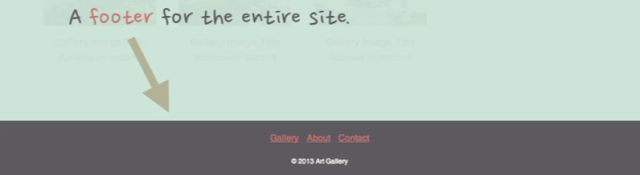 A footer for the entire site.
Gallery About Contact
© 2013 Art Gallery